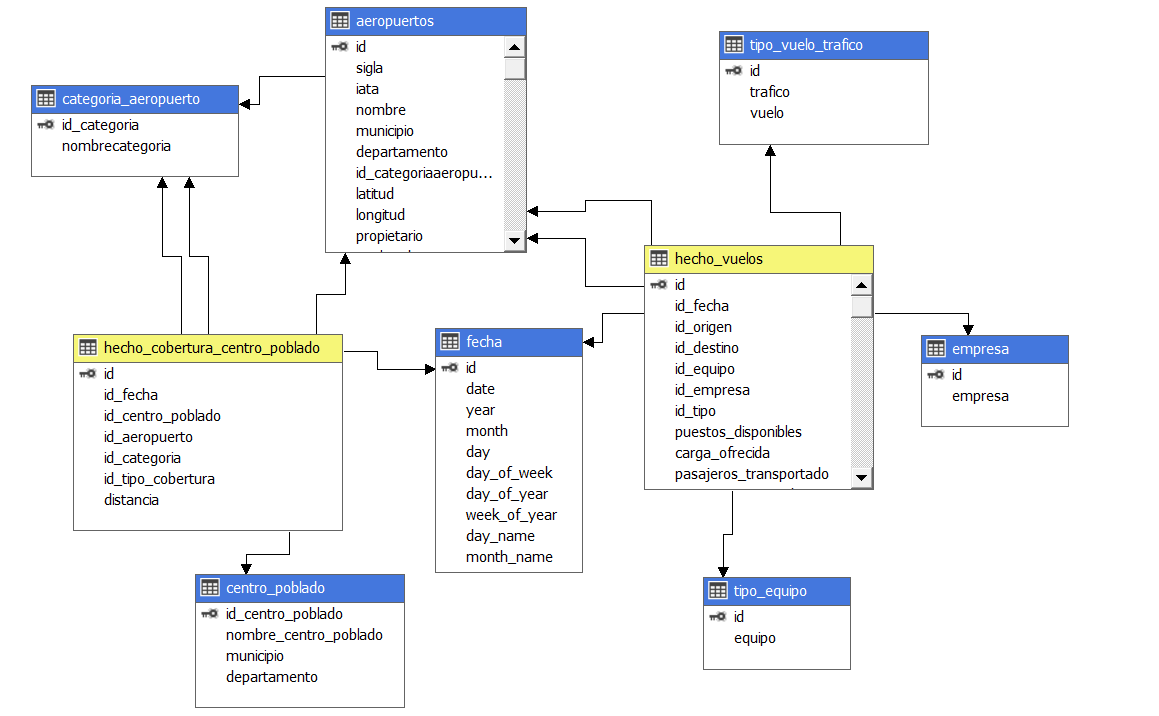 aeropuertos
id
sigla
iata
nombre
municipio
departamento
id_categoriaaeropu...
latitud
longitud
propietario
tipo_vuelo_trafico
id
trafico
vuelo
categoria_aeropuerto
id_categoria
nombrecategoria
hecho_vuelos
id
id_fecha
id_origen
id_destino
id_equipo
id_empresa
id_tipo
puestos_disponibles
carga_ofrecida
pasajeros_transportado
hecho_cobertura_centro_poblado
id
id_fecha
id_centro_poblado
id_aeropuerto
id_categoria
id_tipo_cobertura
distancia
fecha
id
date
year
month
day
day_of_week
day_of_year
week_of_year
day_name
month_name
empresa
id
empresa
centro_poblado
id_centro_poblado
nombre_centro_poblado
municipio
departamento
tipo_equipo
id
equipo